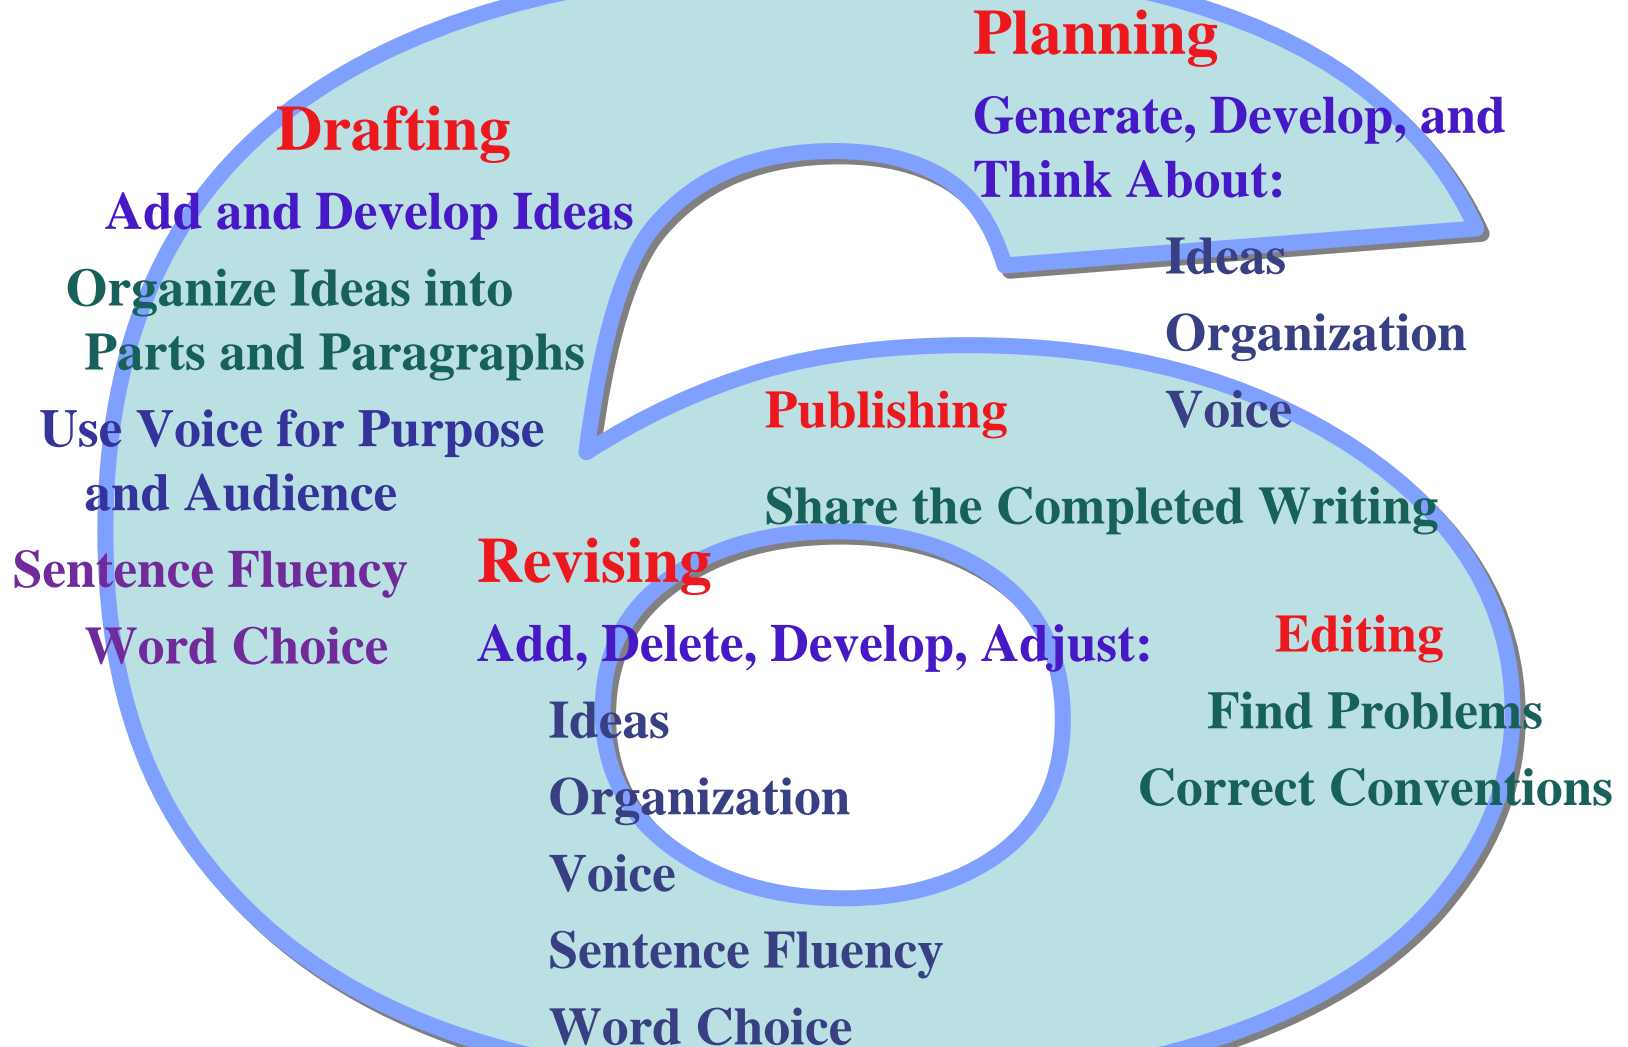 Planning
Generate, Develop, and
Think About:
Ideas
Organization
Voice
Drafting
Add and Develop Ideas
Organize Ideas into
Parts and Paragraphs
Use Voice for Purpose
and Audience
Sentence Fluency
Word Choice
Revising
Add, Delete, Develop, Adjust:
Ideas
Organization
Voice
Sentence Fluency
Word Choice
Editing
Find Problems
Correct Conventions
Publishing
Share the Completed Writing
6